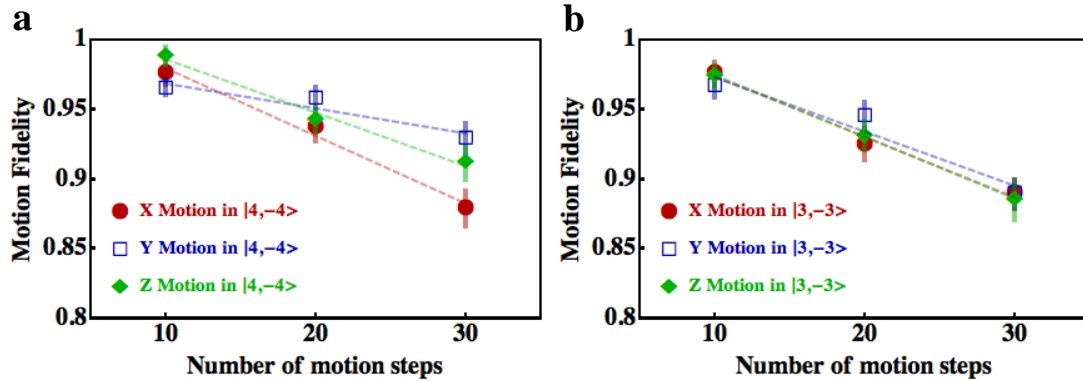 a
1
0.95
0.9
0.85
0.8
Motion Fidelity
X Motion in |4,−4>
Y Motion in |4,−4>
Z Motion in |4,−4>
10 20 30
Number of motion steps
b
1
0.95
0.9
0.85
0.8
Motion Fidelity
X Motion in |3,−3>
Y Motion in |3,−3>
Z Motion in |3,−3>
10 20 30
Number of motion steps